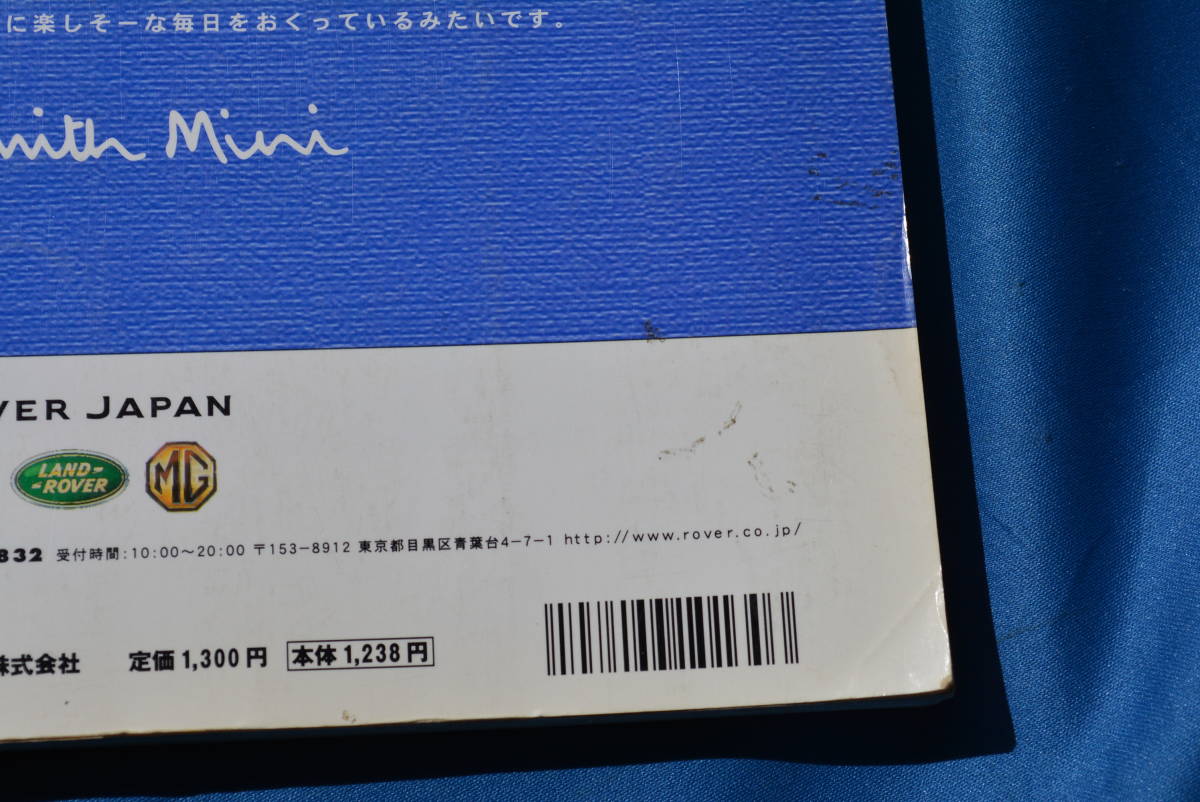 に楽しそーな毎日をおくっているみたいです。
mith Mini
VER JAPAN
LAND-
-ROVER
MG
832 受付時間:10:00〜20:00 〒153-8912 東京都目黒区青葉台4-7-1 http://www.rover.co.jp/
株式会社 定価1,300円 本体1,238円